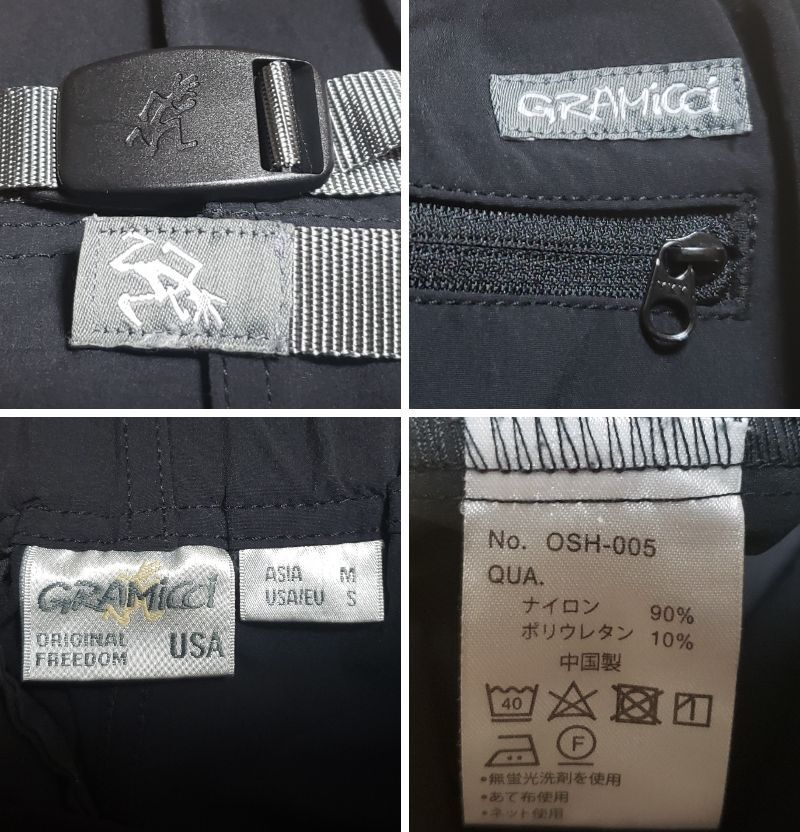 GRAMiCCi
GRAMiCCi
ORIGINAL
FREEDOM
USA
ASIA M
USA/EU S
No. OSH-005
QUA.
ナイロン 90%
ポリウレタン 10%
中国製
40
F
・無蛍光洗剤を使用
・あて布使用
・ネット使用